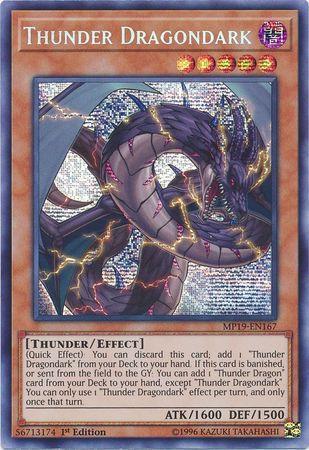 THUNDER DRAGONDARK
MP19-EN167
[THUNDER/EFFECT]
(Quick Effect): You can discard this card; add 1 "Thunder
Dragondark" from your Deck to your hand. If this card is banished,
or sent from the field to the GY: You can add 1 "Thunder Dragon"
card from your Deck to your hand, except "Thunder Dragondark".
You can only use 1 "Thunder Dragondark" effect per turn, and only
once that turn.
ATK/1600 DEF/1500
56713174 1st Edition ©1996 KAZUKI TAKAHASHI